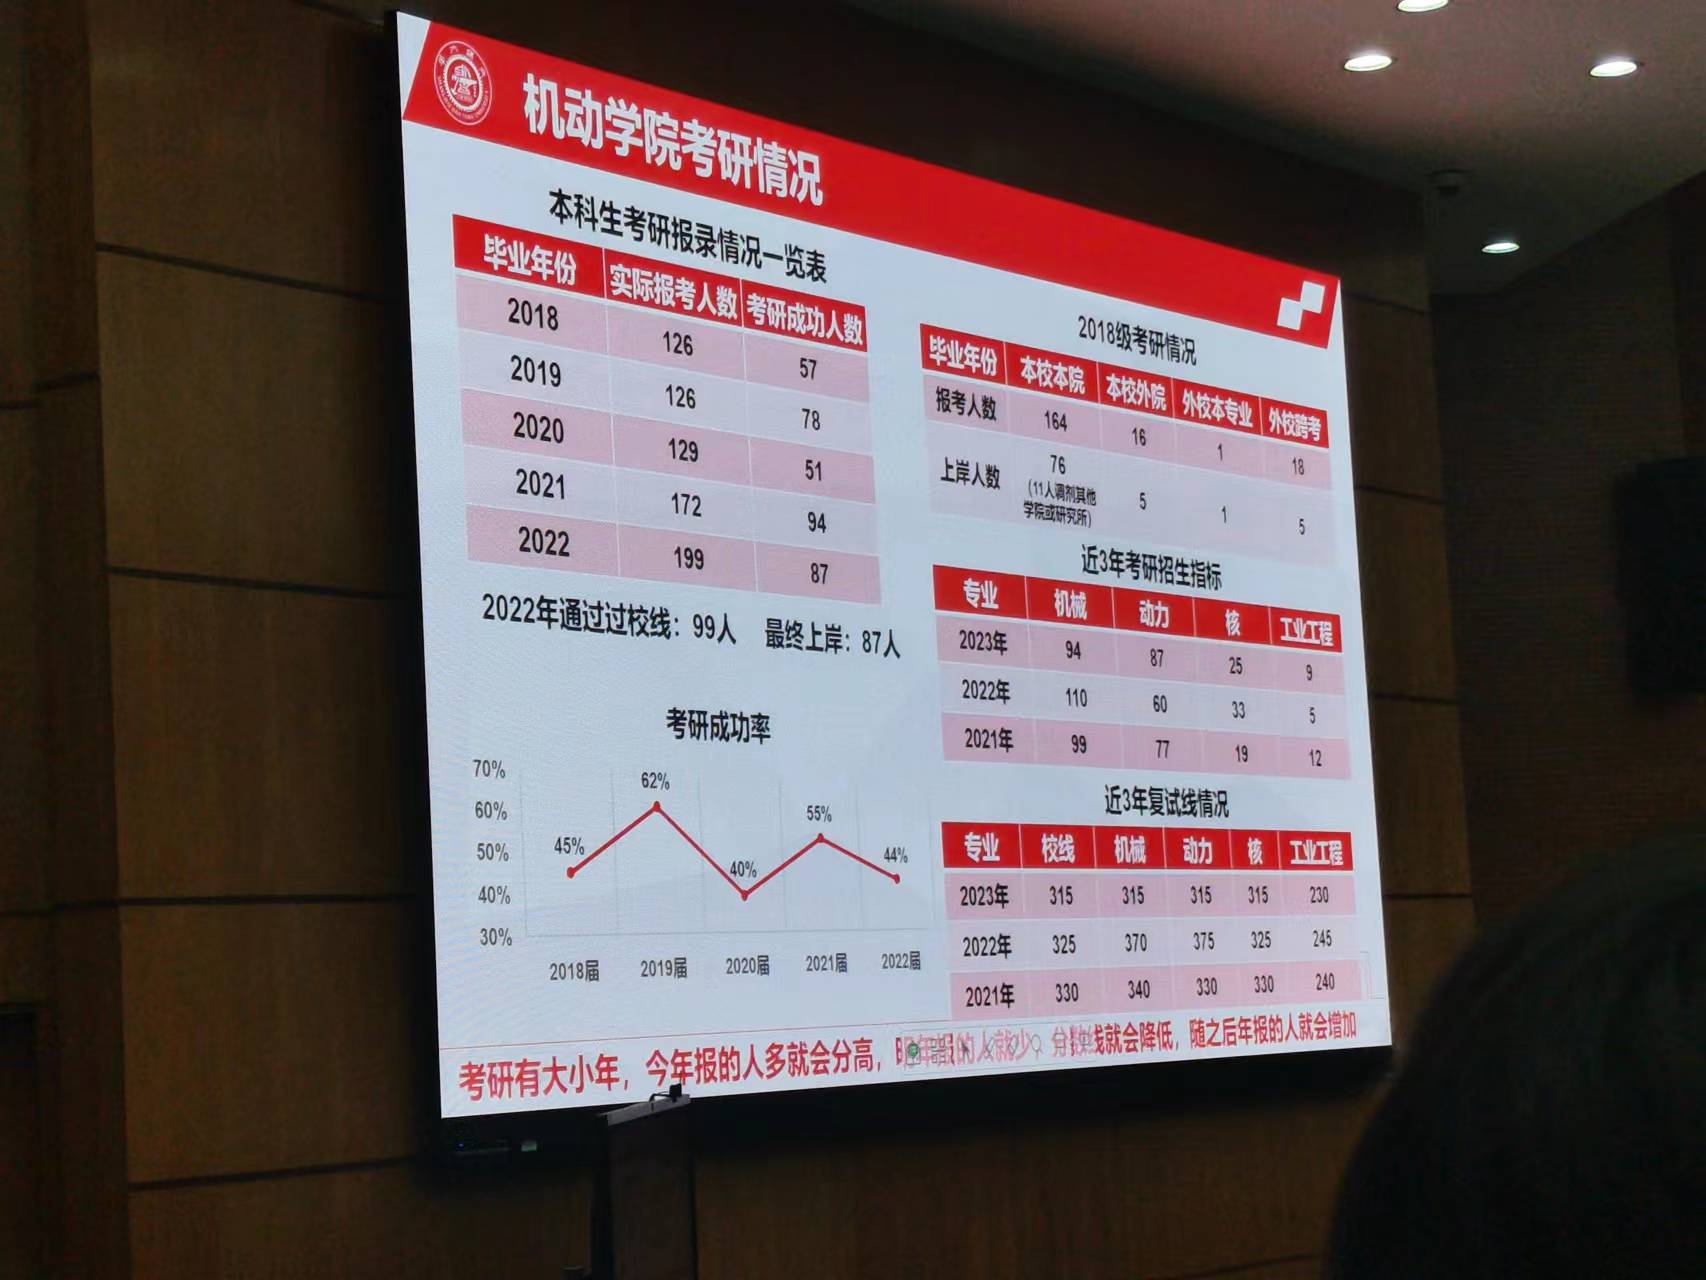 机动学院考研情况
本科生考研报录情况一览表
毕业年份 实际报考人数 考研成功人数
2018 126 57
2019 126 78
2020 129 51
2021 172 94
2022 199 87
2022年通过过校线：99人 最终上岸：87人
考研成功率
70%
60%
50%
40%
30%
45%
62%
40%
55%
44%
2018届 2019届 2020届 2021届 2022届
2018级考研情况
毕业年份 本校本院 本校外院 外校本专业 外校跨考
报考人数 164 16 1 18
上岸人数 76 5 1 5
（11人调剂其他
学院或研究所）
近3年考研招生指标
专业 机械 动力 核 工业工程
2023年 94 87 25 9
2022年 110 60 33 5
2021年 99 77 19 12
近3年复试线情况
专业 校线 机械 动力 核 工业工程
2023年 315 315 315 315 230
2022年 325 370 375 325 245
2021年 330 340 330 330 240
考研有大小年，今年报的人多就会分高，明年报的人就少，分数线就会降低，随之后年报的人就会增加